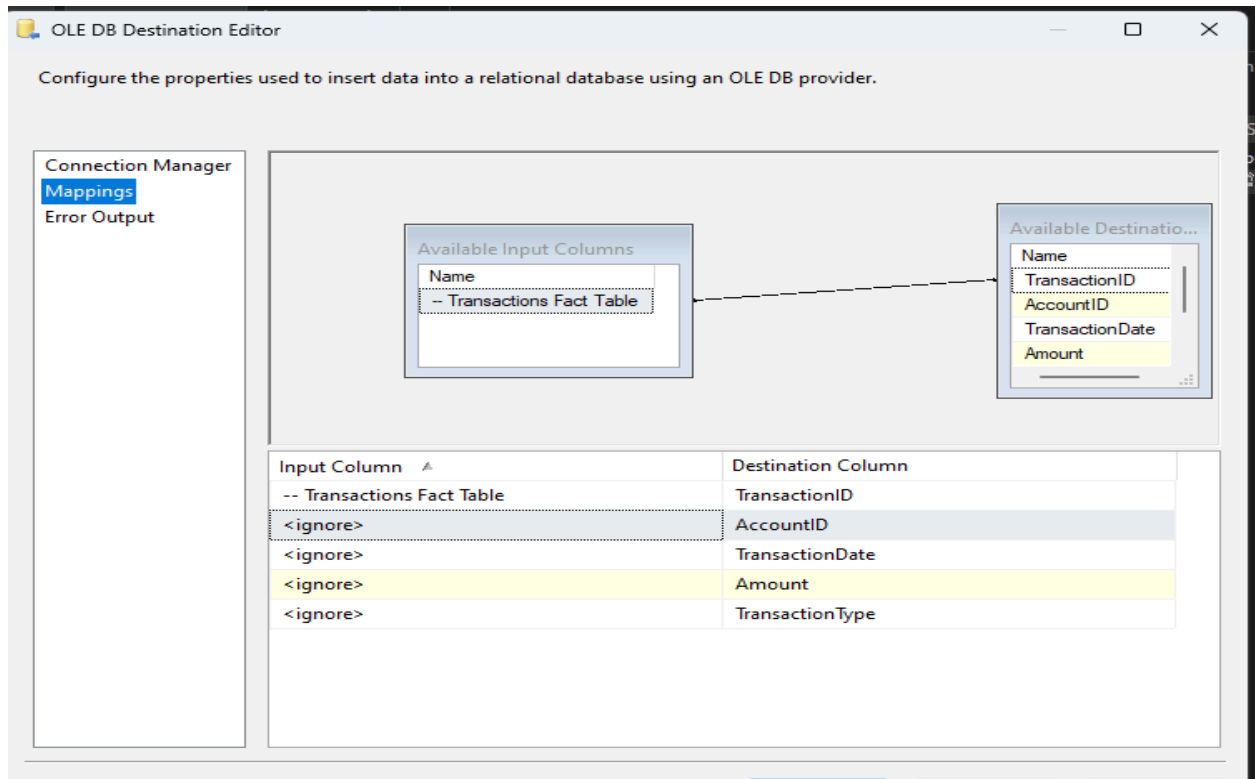 OLE DB Destination Editor
Configure the properties used to insert data into a relational database using an OLE DB provider.
Connection Manager
Mappings
Error Output
Available Input Columns
Name
-- Transactions Fact Table
Available Destinatio...
Name
TransactionID
AccountID
TransactionDate
Amount
Input Column Destination Column
-- Transactions Fact Table TransactionID
<ignore> AccountID
<ignore> TransactionDate
<ignore> Amount
<ignore> TransactionType